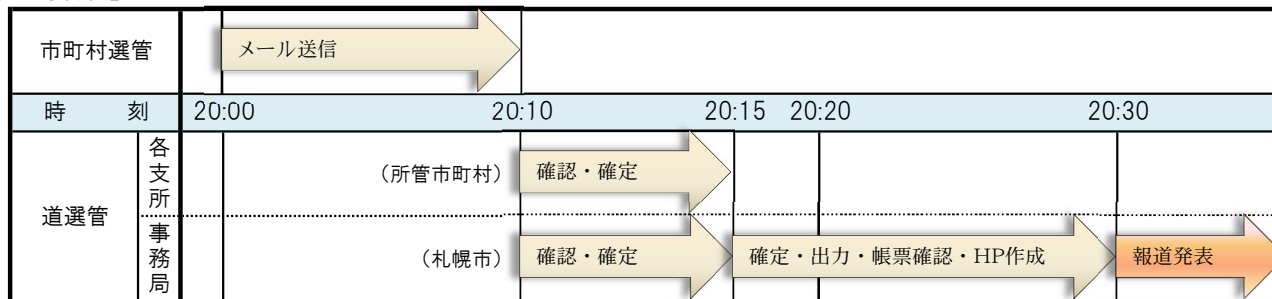 市町村選管
メール送信
時　刻 20:00 20:10 20:15 20:20 20:30
道選管
各支所
（所管市町村）
確認・確定
事務局
（札幌市）
確認・確定
確定・出力・帳票確認・HP作成
報道発表